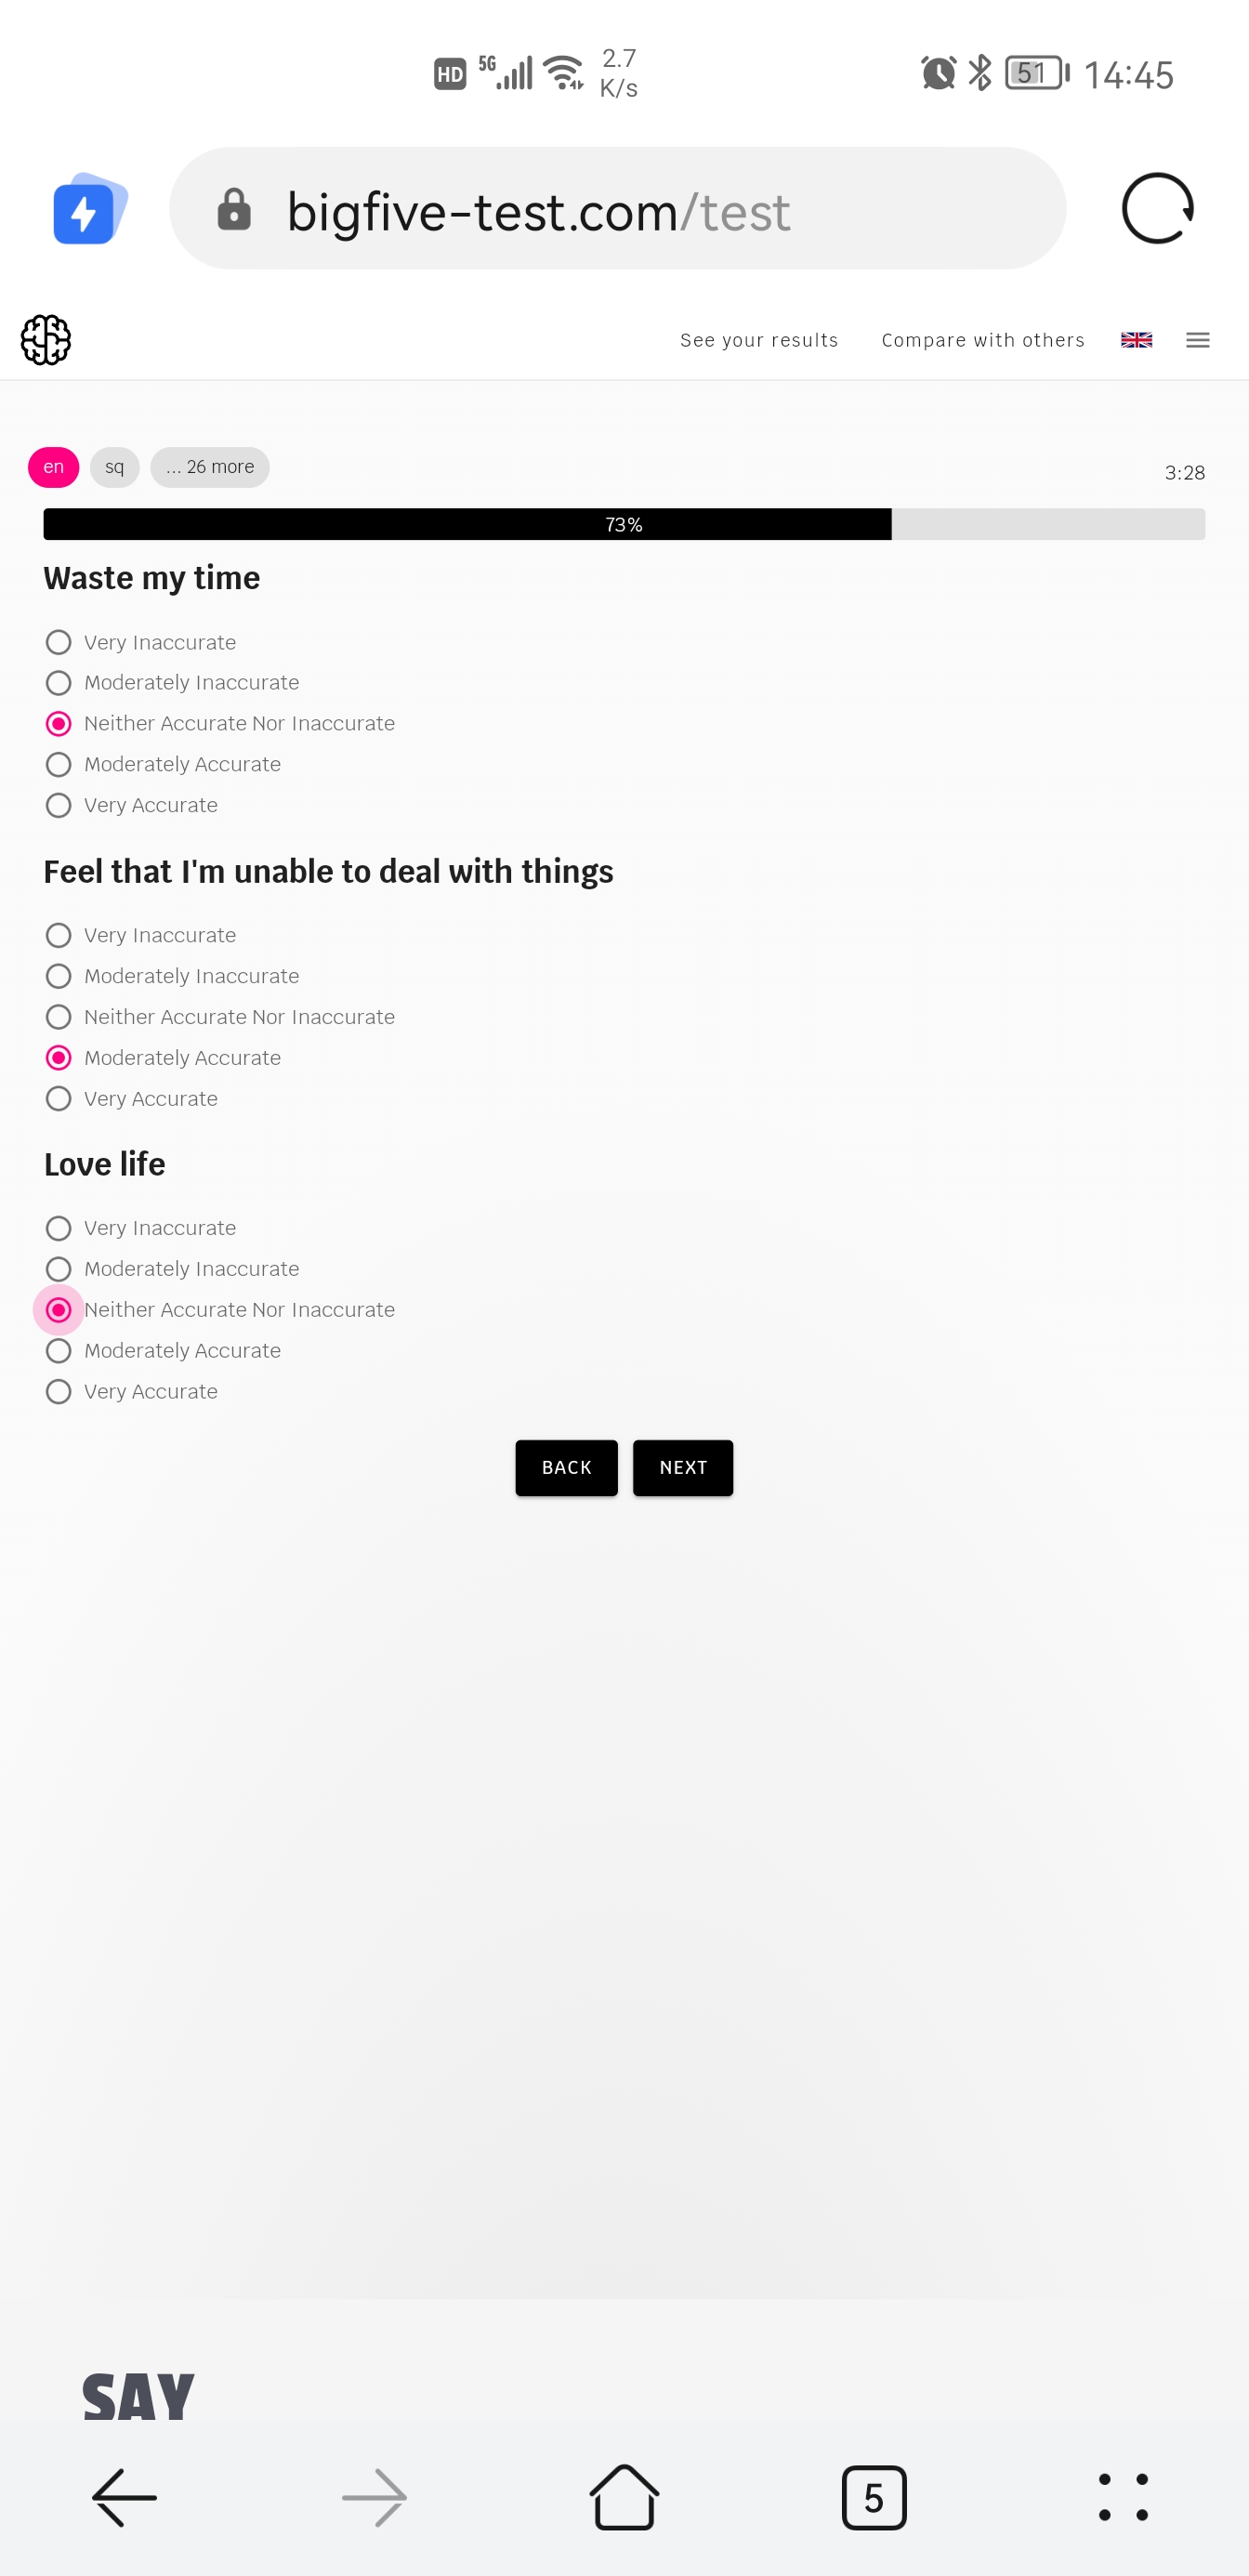 HD 5G 2.7 K/s 51 14:45
bigfive-test.com/test
See your results Compare with others
en sq ... 26 more 3:28
73%
Waste my time
Very Inaccurate
Moderately Inaccurate
Neither Accurate Nor Inaccurate
Moderately Accurate
Very Accurate
Feel that I'm unable to deal with things
Very Inaccurate
Moderately Inaccurate
Neither Accurate Nor Inaccurate
Moderately Accurate
Very Accurate
Love life
Very Inaccurate
Moderately Inaccurate
Neither Accurate Nor Inaccurate
Moderately Accurate
Very Accurate
BACK NEXT
SAY
5